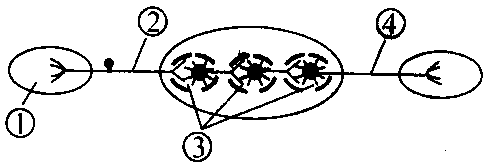 ② ④
①
③